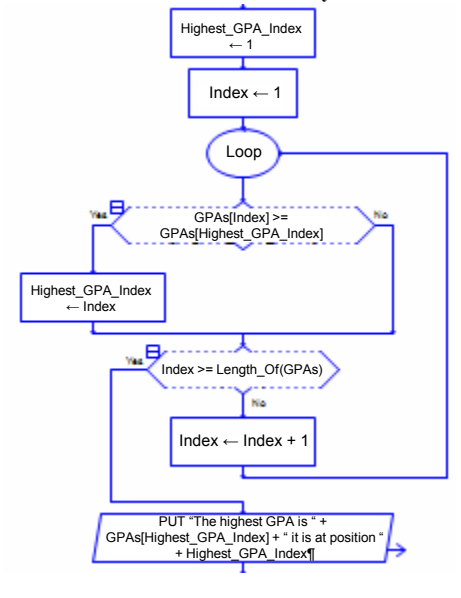 Highest_GPA_Index
← 1
Index ← 1
Loop
GPAs[Index] >=
GPAs[Highest_GPA_Index]
Yes
No
Highest_GPA_Index
← Index
Yes
Index >= Length_Of(GPAs)
No
Index ← Index + 1
PUT “The highest GPA is “ +
GPAs[Highest_GPA_Index] + “ it is at position “
+ Highest_GPA_Index¶